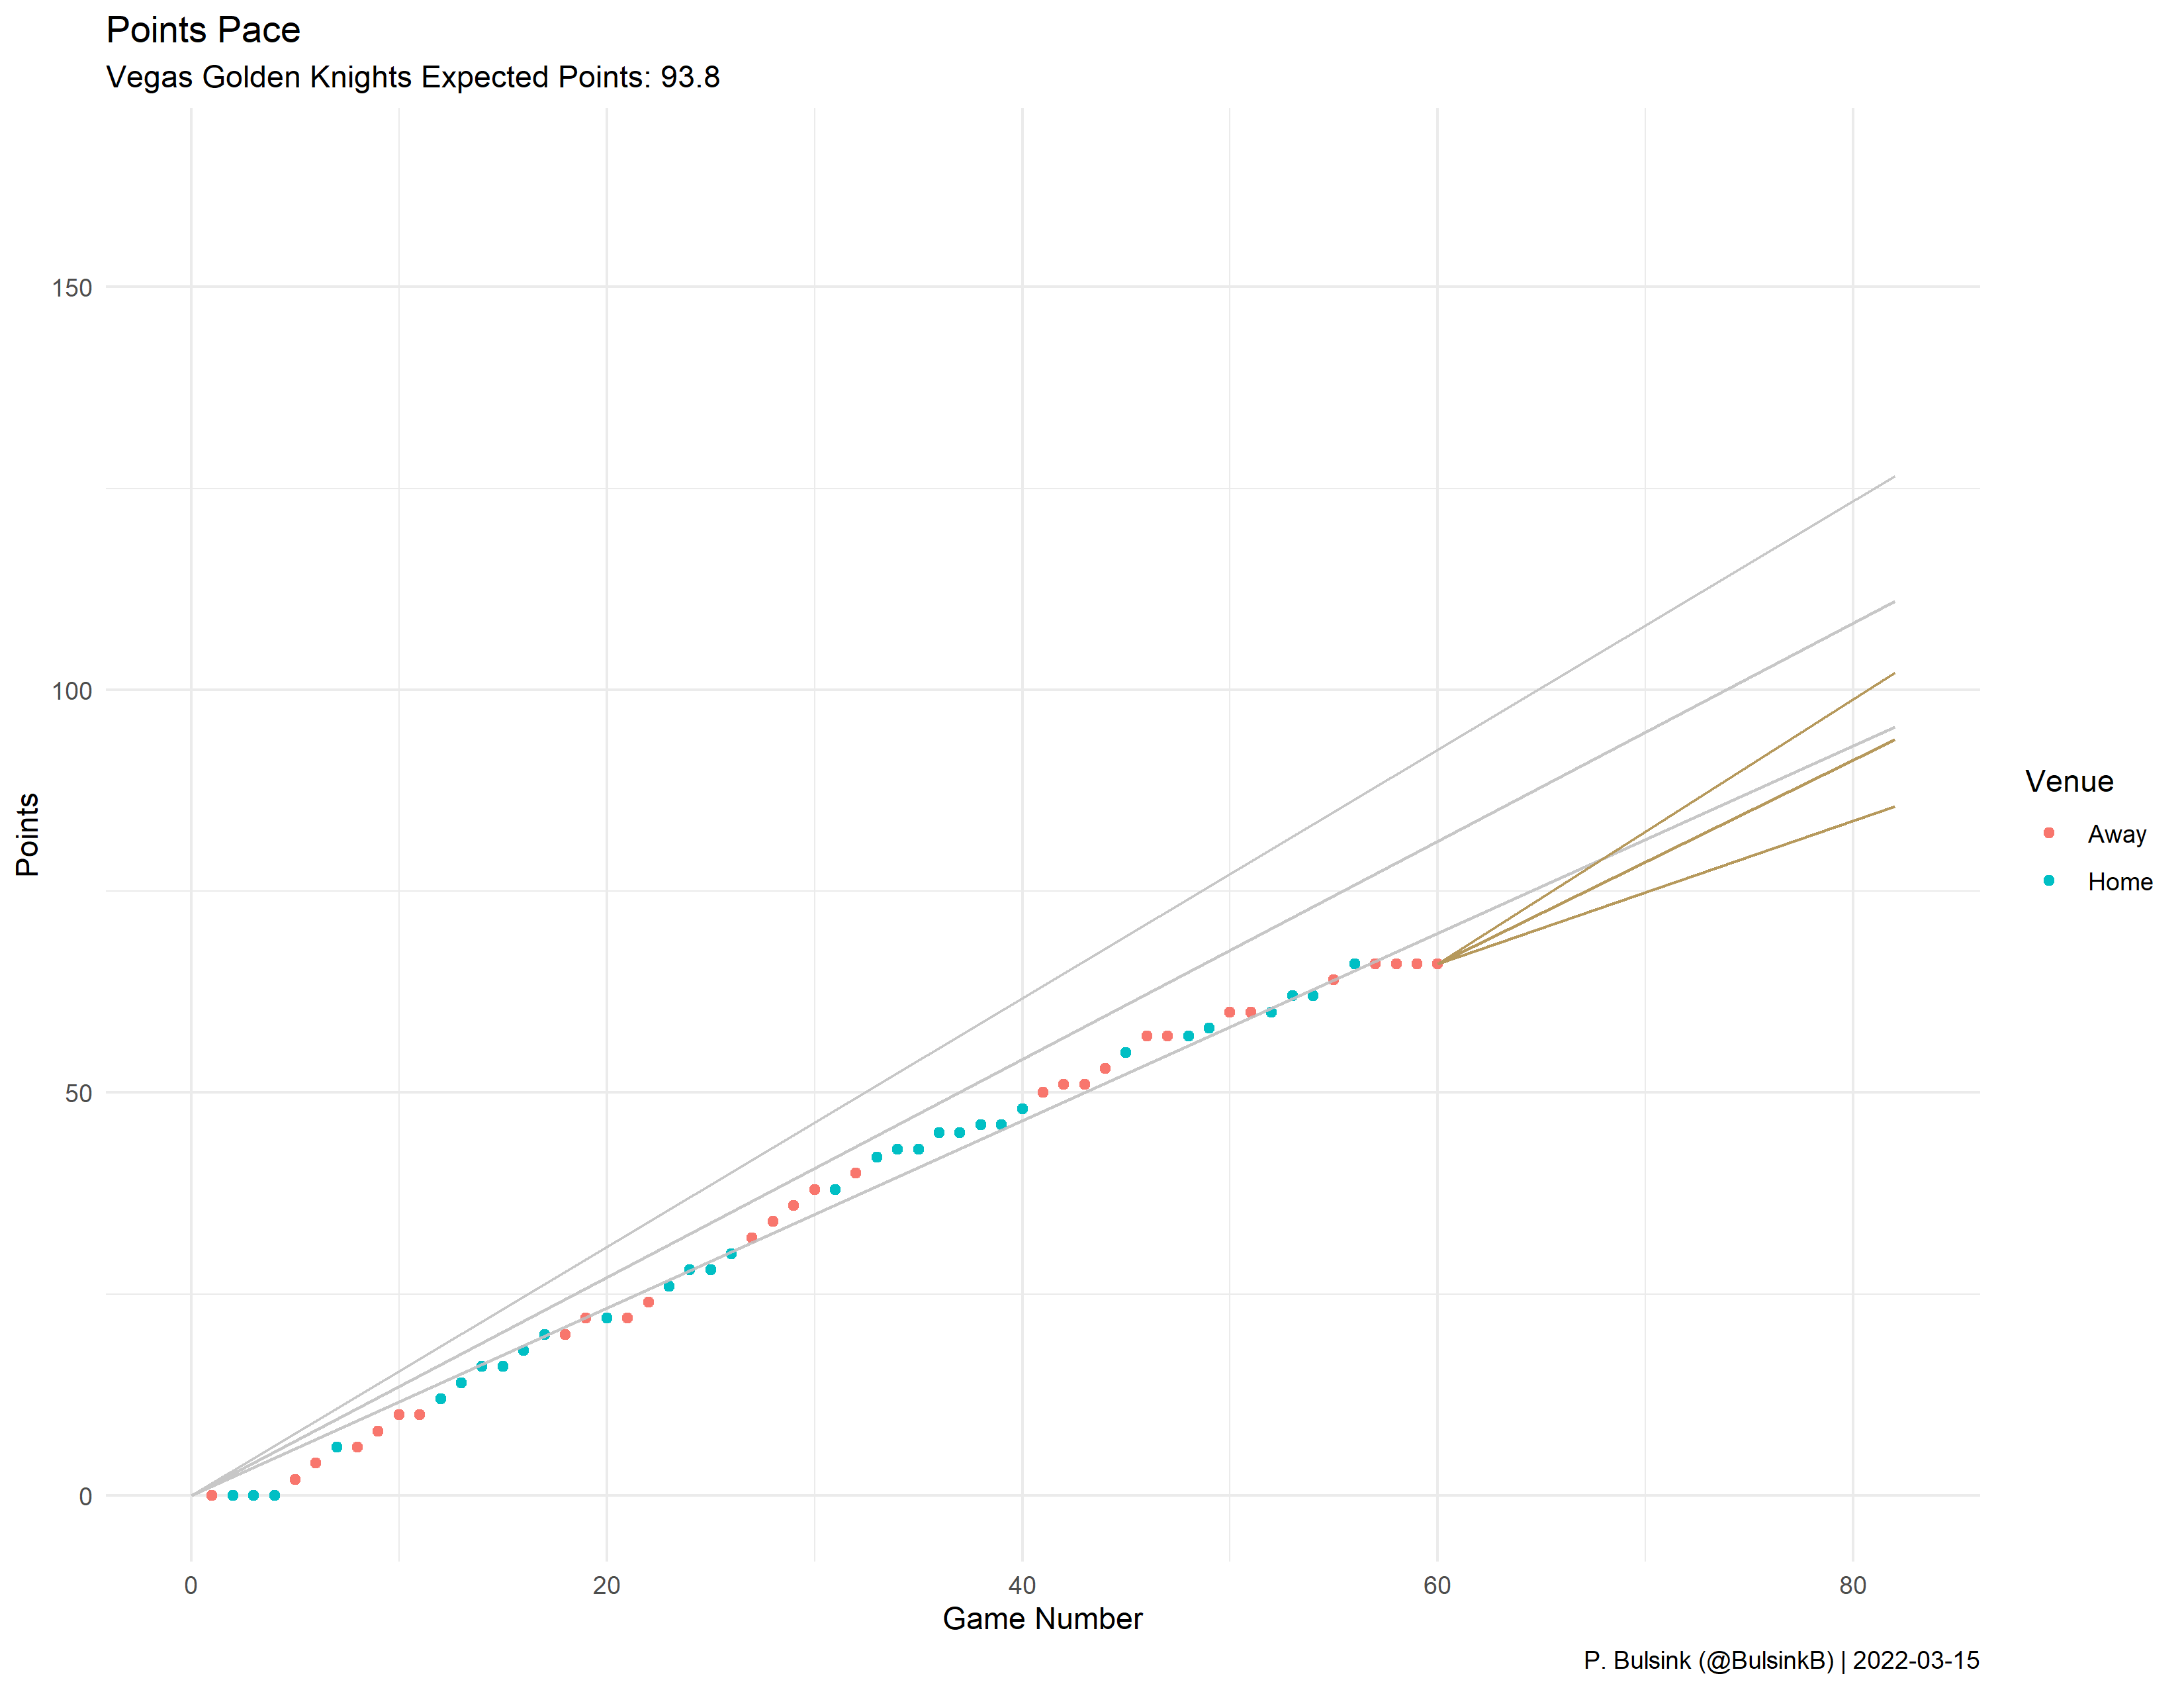 Points Pace
Vegas Golden Knights Expected Points: 93.8
150
100
50
0
Points
0 20 40 60 80
Game Number
Venue
Away
Home
P. Bulsink (@BulsinkB) | 2022-03-15